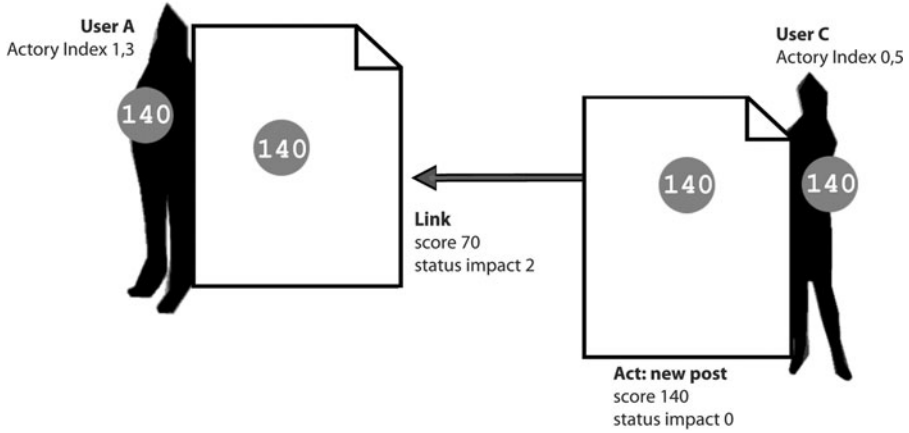 User A
Actory Index 1,3
140
140
Link
score 70
status impact 2
User C
Actory Index 0,5
140
140
Act: new post
score 140
status impact 0